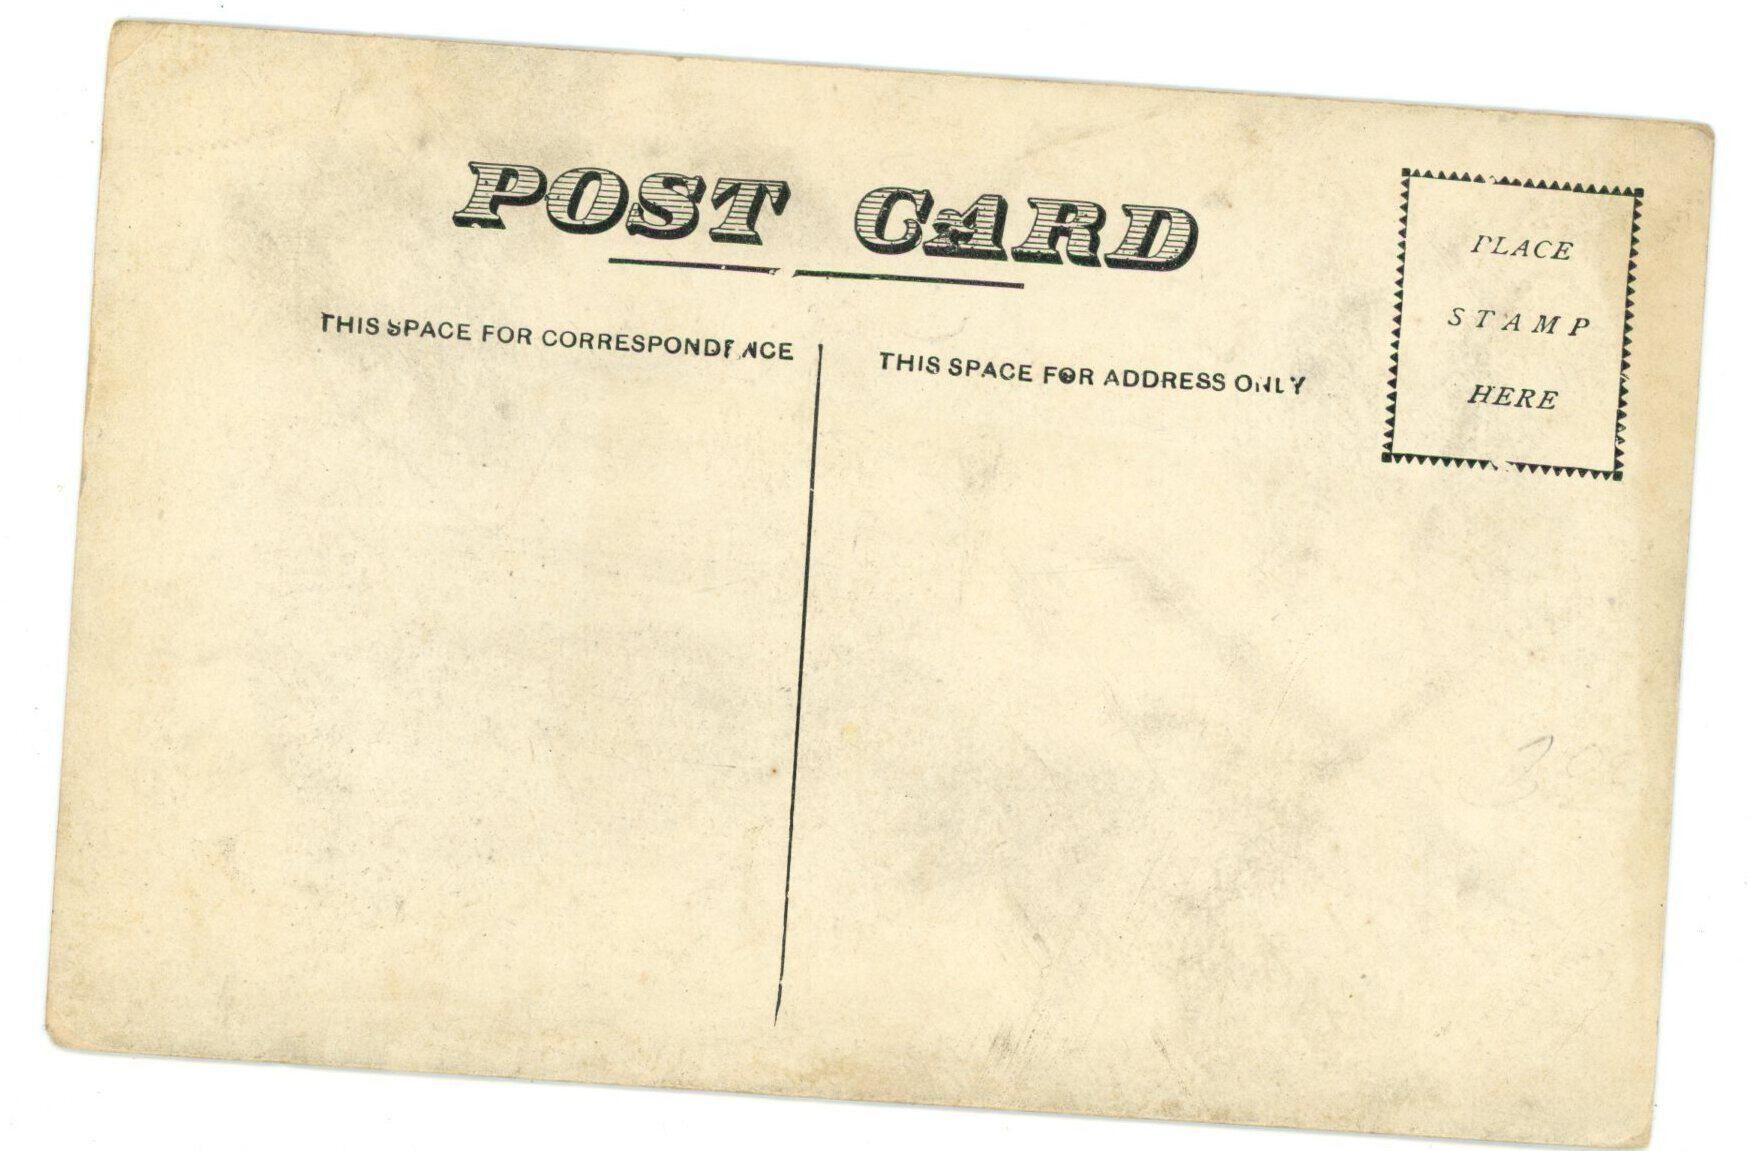 POST CARD
THIS SPACE FOR CORRESPONDENCE
THIS SPACE FOR ADDRESS ONLY
PLACE
STAMP
HERE